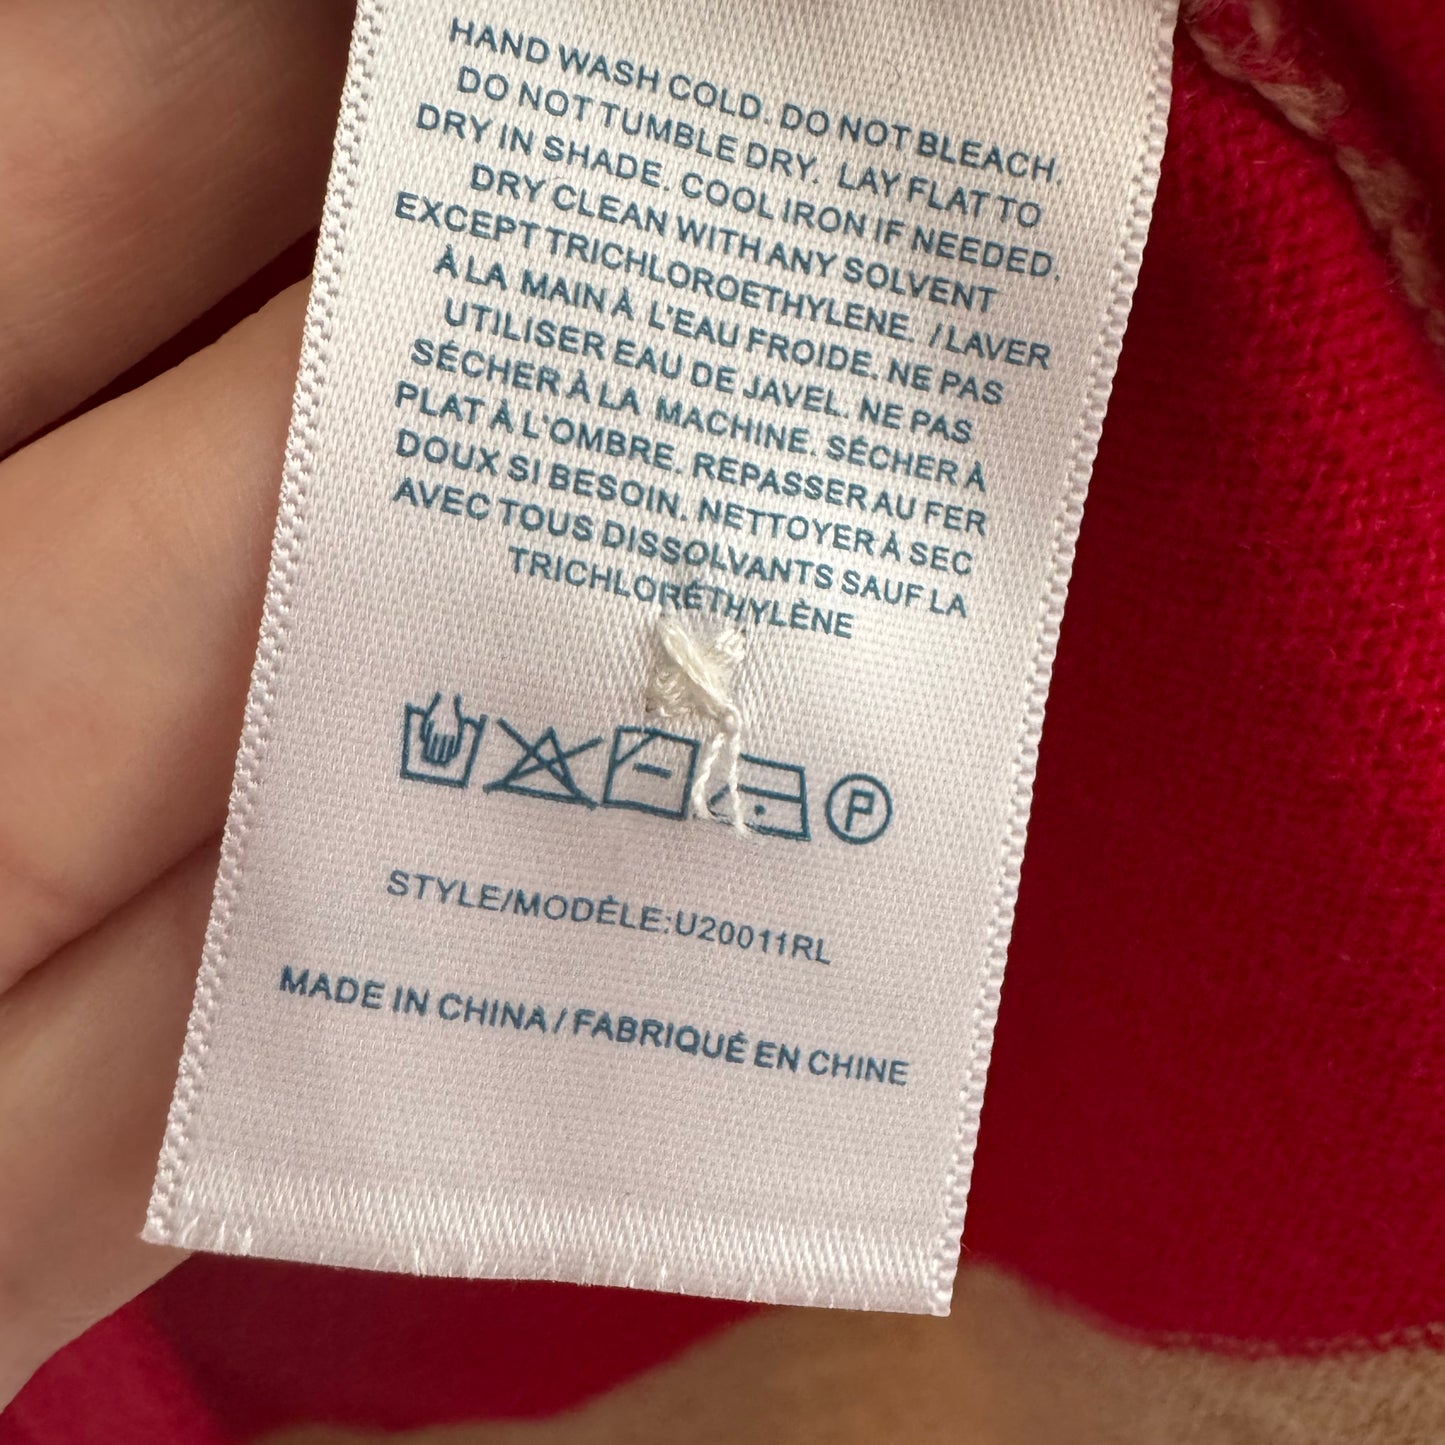 HAND WASH COLD. DO NOT BLEACH.
DO NOT TUMBLE DRY. LAY FLAT TO
DRY IN SHADE. COOL IRON IF NEEDED.
DRY CLEAN WITH ANY SOLVENT
EXCEPT TRICHLOROETHYLENE. / LAVER
À LA MAIN À L'EAU FROIDE. NE PAS
UTILISER EAU DE JAVEL. NE PAS
SÉCHER À LA MACHINE. SÉCHER À
PLAT À L'OMBRE. REPASSER AU FER
DOUX SI BESOIN. NETTOYER À SEC
AVEC TOUS DISSOLVANTS SAUF LA
TRICHLORÉTHYLÈNE
P
STYLE/MODÈLE:U20011RL
MADE IN CHINA / FABRIQUÉ EN CHINE